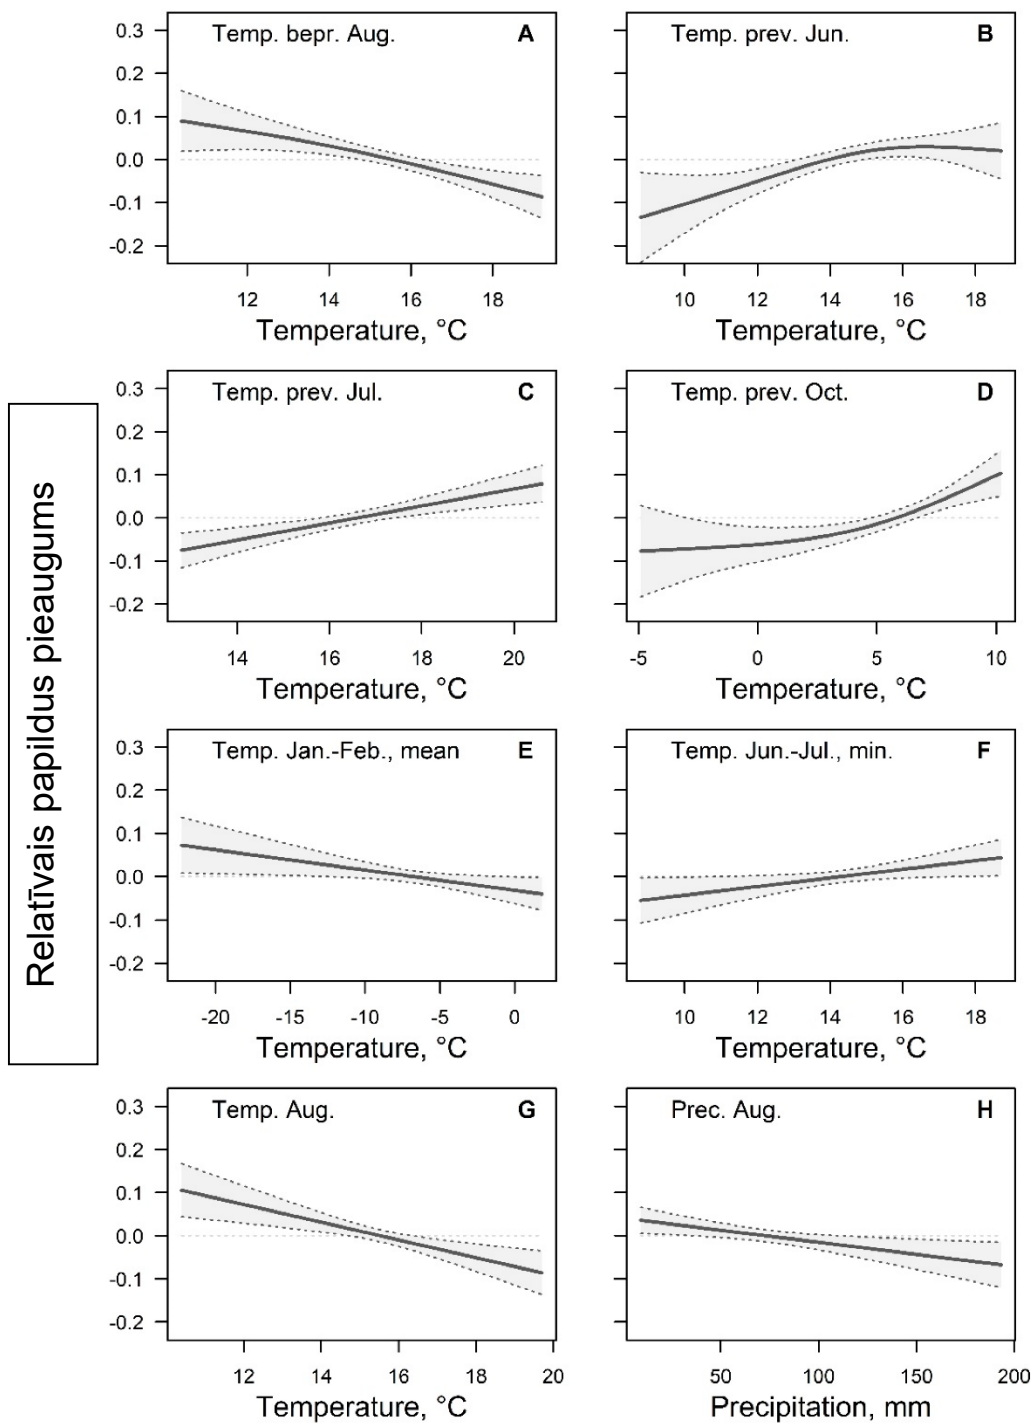 Relatīvais papildus pieaugums
Temp. bepr. Aug. A
0.3
0.2
0.1
0.0
-0.1
-0.2
12 14 16 18
Temperature, °C
Temp. prev. Jun. B
10 12 14 16 18
Temperature, °C
Temp. prev. Jul. C
0.3
0.2
0.1
0.0
-0.1
-0.2
14 16 18 20
Temperature, °C
Temp. prev. Oct. D
-5 0 5 10
Temperature, °C
Temp. Jan.-Feb., mean E
0.3
0.2
0.1
0.0
-0.1
-0.2
-20 -15 -10 -5 0
Temperature, °C
Temp. Jun.-Jul., min. F
10 12 14 16 18
Temperature, °C
Temp. Aug. G
0.3
0.2
0.1
0.0
-0.1
-0.2
12 14 16 18 20
Temperature, °C
Prec. Aug. H
50 100 150 200
Precipitation, mm